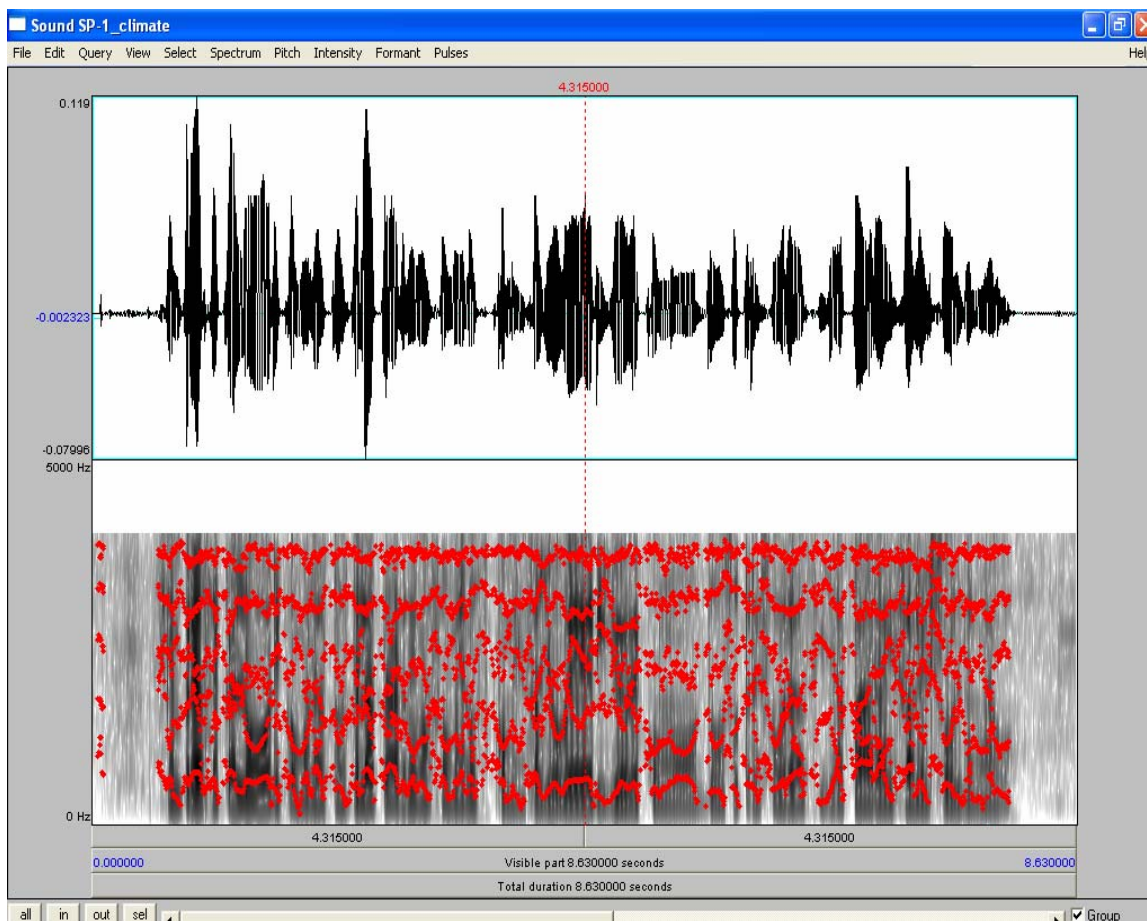 Sound SP-1_climate
File Edit Query View Select Spectrum Pitch Intensity Formant Pulses Help
4.315000
0.119
-0.002323
-0.07996
5000 Hz
0 Hz
4.315000 4.315000
0.000000 Visible part 8.630000 seconds 8.630000
Total duration 8.630000 seconds
all in out sel Group